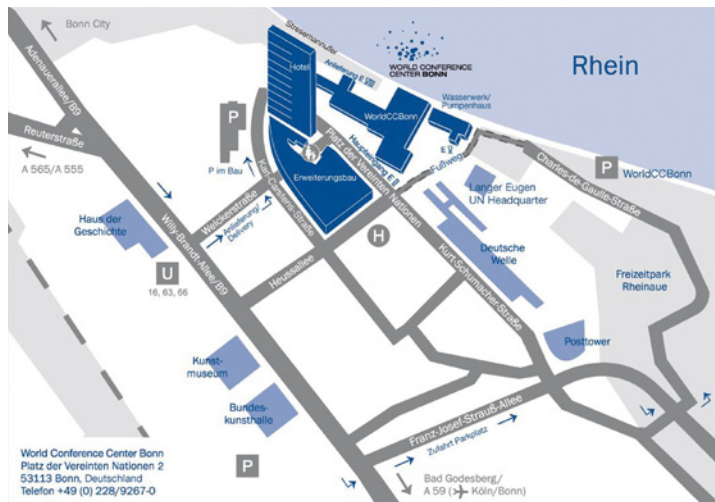 Bonn City
Adenauerallee/B9
Reuterstraße
A 565/A 555
Stresemannufer
Hotel
Anlieferung E
WORLD CONFERENCE
CENTER BONN
Rhein
WorldCCBonn
Wasserwerk/
Pumpenhaus
P
P im Bau
Karl-Carstens-Straße
Erweiterungsbau
Haupteingang E
Platz der Vereinten Nationen
E
Fußweg
Charles-de-Gaulle-Straße
P
WorldCCBonn
Haus der
Geschichte
Welckerstraße
Anlieferung/
Delivery
Willy-Brandt-Allee/B9
U
16, 63, 66
Heussallee
H
Langer Eugen
UN Headquarter
Deutsche
Welle
Kurt-Schumacher-Straße
Freizeitpark
Rheinaue
Posttower
Kunst-
museum
Bundes-
kunsthalle
P
Franz-Josef-Strauß-Allee
Zufahrt Parkplatz
Bad Godesberg/
A 59 ( Köln/Bonn)
World Conference Center Bonn
Platz der Vereinten Nationen 2
53113 Bonn, Deutschland
Telefon +49 (0) 228/9267-0